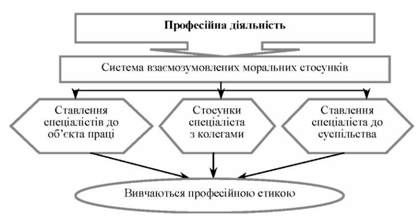 Професійна діяльність
Система взаємозумовлених моральних стосунків
Ставлення
спеціалістів до
об'єкта праці
Стосунки
спеціаліста
з колегами
Ставлення
спеціаліста до
суспільства
Вивчаються професійною етикою